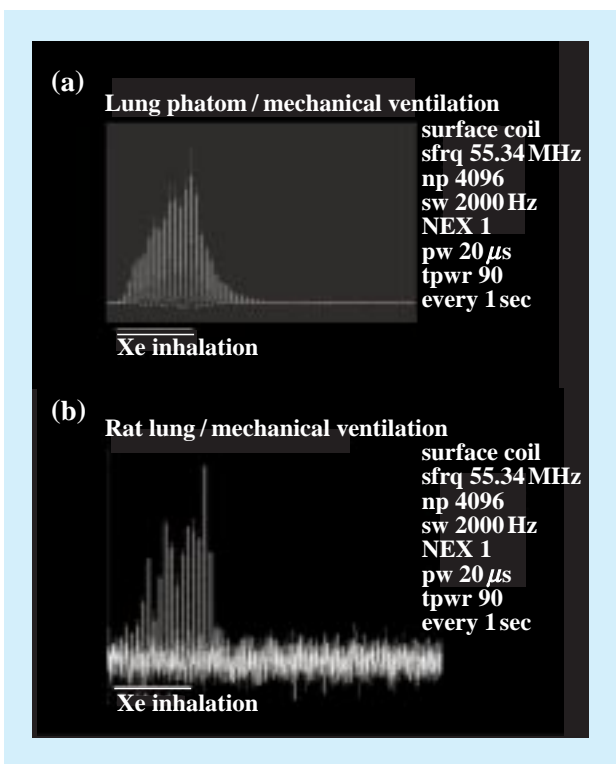 (a)
Lung phatom / mechanical ventilation
surface coil
sfrq 55.34 MHz
np 4096
sw 2000 Hz
NEX 1
pw 20 μs
tpwr 90
every 1 sec
Xe inhalation
(b)
Rat lung / mechanical ventilation
surface coil
sfrq 55.34 MHz
np 4096
sw 2000 Hz
NEX 1
pw 20 μs
tpwr 90
every 1 sec
Xe inhalation